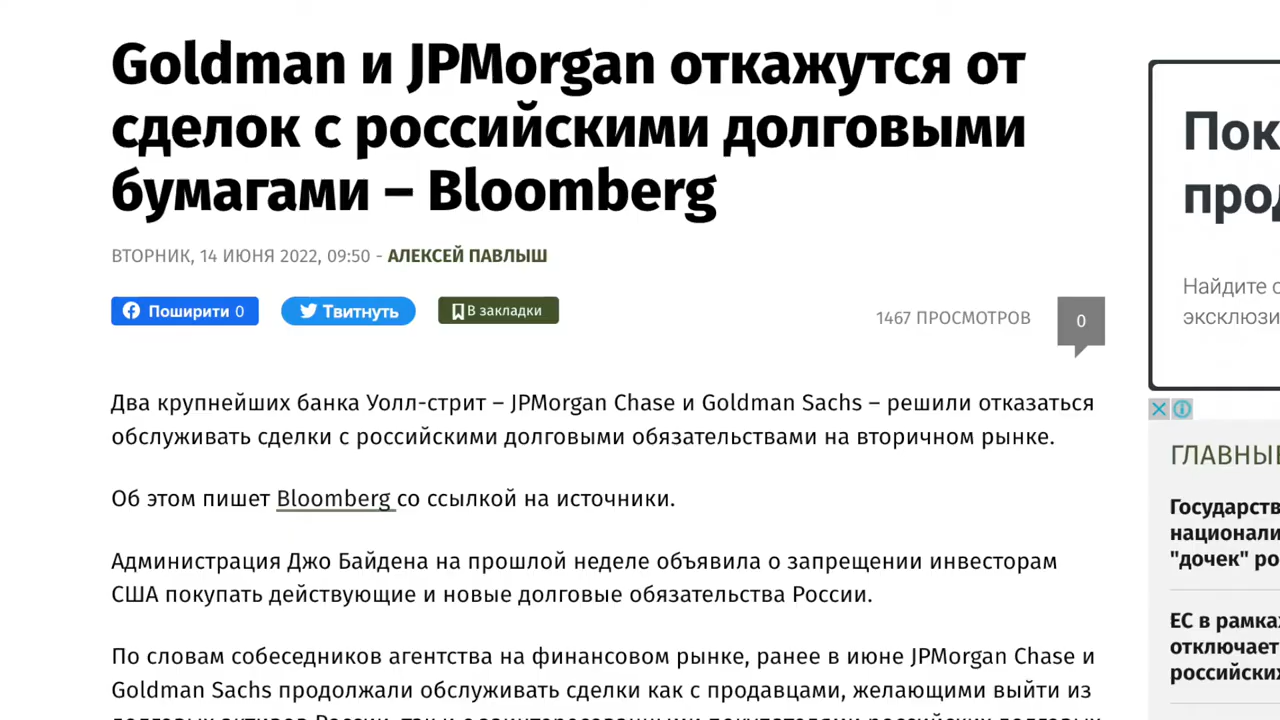 Goldman и JPMorgan откажутся от
сделок с российскими долговыми
бумагами – Bloomberg
ВТОРНИК, 14 ИЮНЯ 2022, 09:50 - АЛЕКСЕЙ ПАВЛЫШ
Поширити 0
Твитнуть
В закладки
1467 ПРОСМОТРОВ
0
Два крупнейших банка Уолл-стрит – JPMorgan Chase и Goldman Sachs – решили отказаться
обслуживать сделки с российскими долговыми обязательствами на вторичном рынке.
Об этом пишет Bloomberg со ссылкой на источники.
Администрация Джо Байдена на прошлой неделе объявила о запрещении инвесторам
США покупать действующие и новые долговые обязательства России.
По словам собеседников агентства на финансовом рынке, ранее в июне JPMorgan Chase и
Goldman Sachs продолжали обслуживать сделки как с продавцами, желающими выйти из
Пок
Найдите
эксклюзи
ГЛАВНЫЕ
Государств
национали
"дочек" ро
ЕС в рамка
отключает
российских